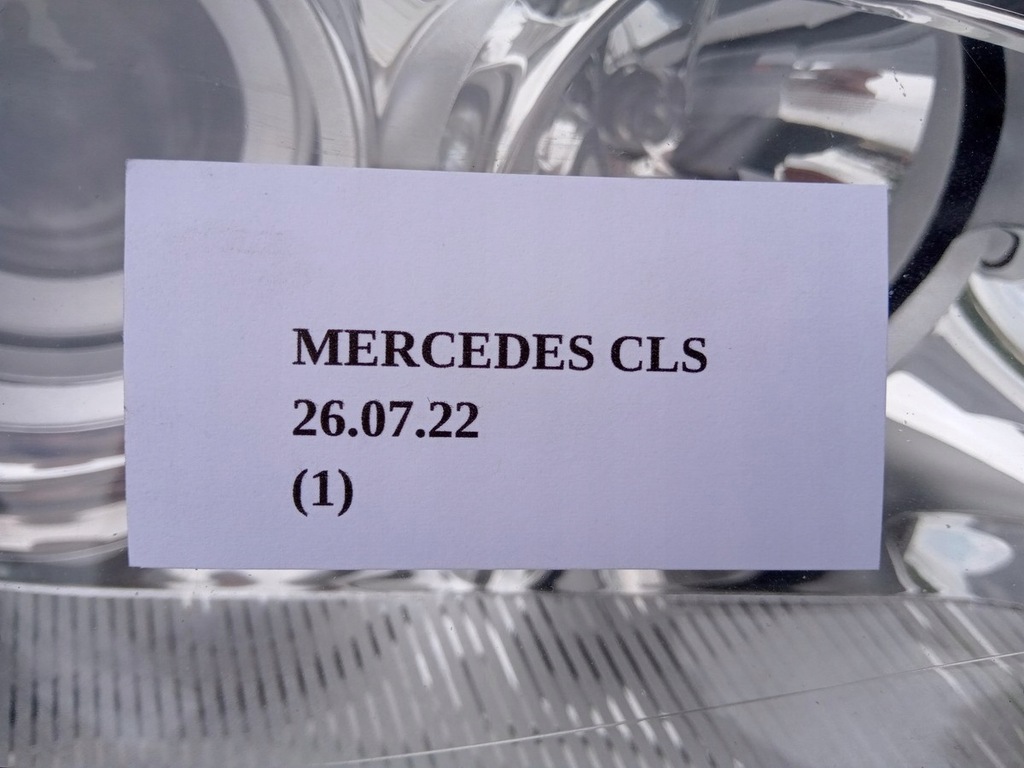 MERCEDES CLS
26.07.22
(1)